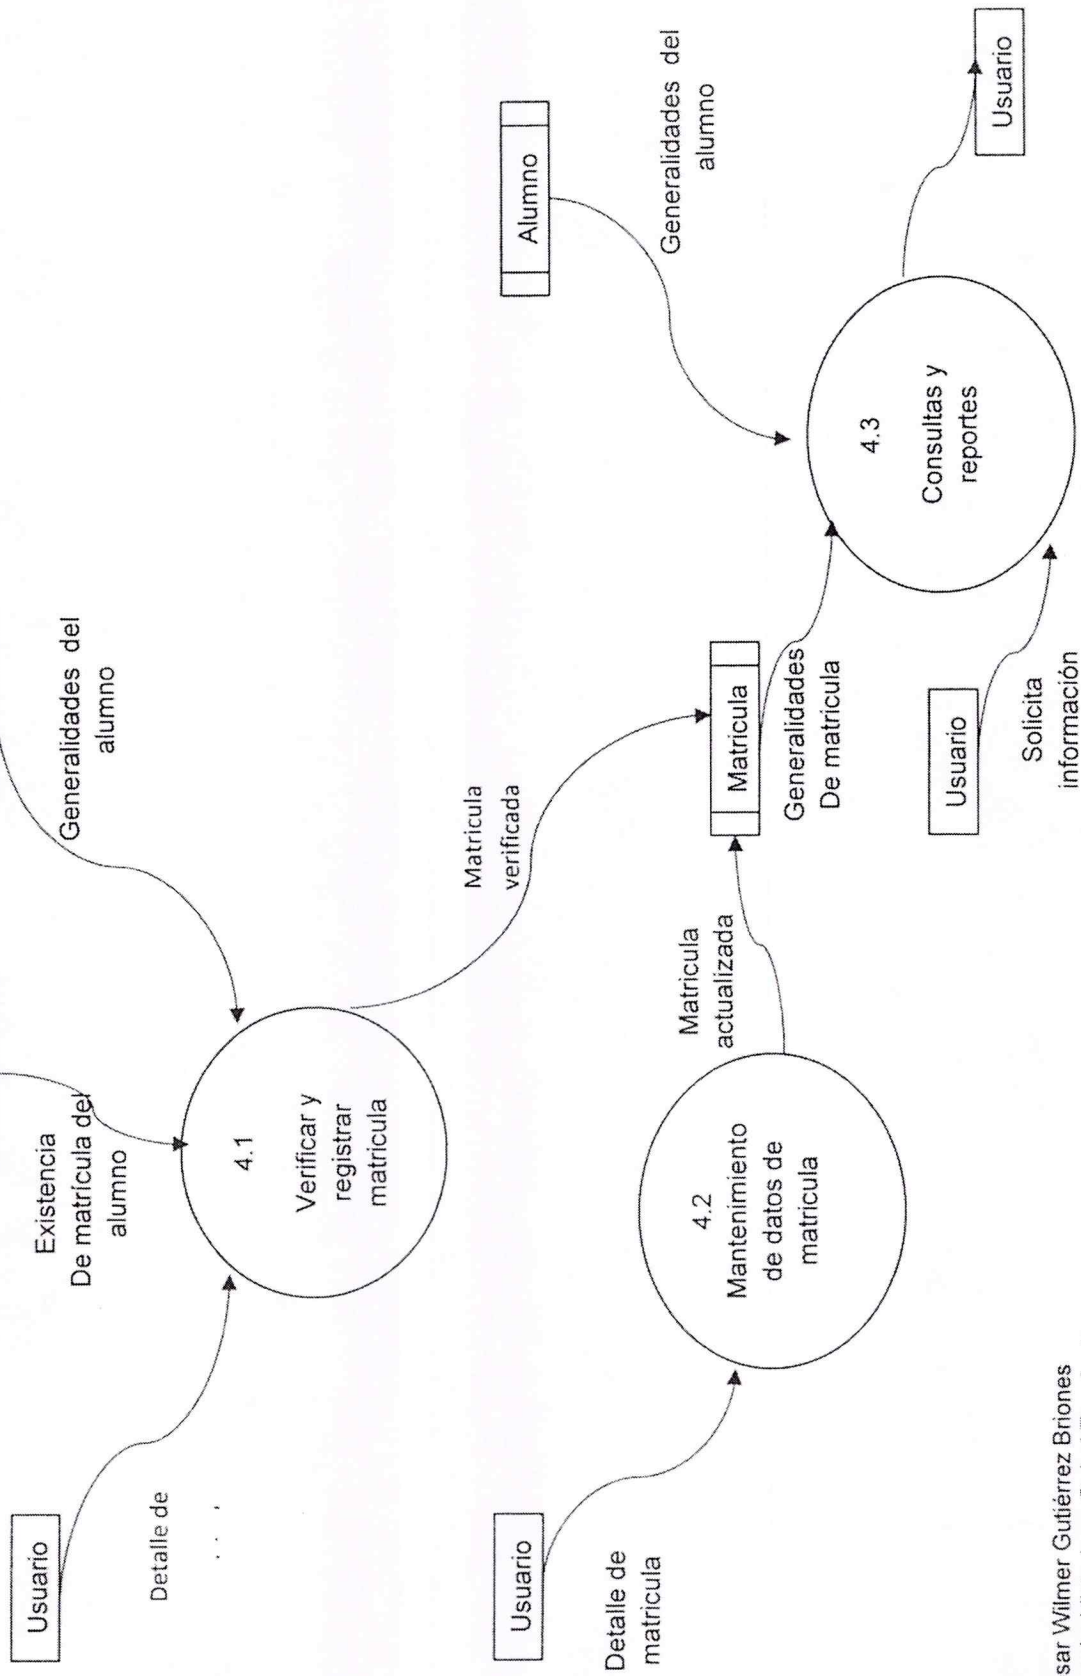 Usuario
Detalle de
Existencia
De matrícula del
alumno
Generalidades del
alumno
4.1
Verificar y
registrar
matricula
Matricula
verificada
Usuario
Detalle de
matricula
4.2
Mantenimiento
de datos de
matricula
Matricula
actualizada
Matricula
Generalidades
De matricula
Alumno
Generalidades del
alumno
Usuario
Solicita
información
4.3
Consultas y
reportes
Usuario
sar Wilmer Gutiérrez Briones